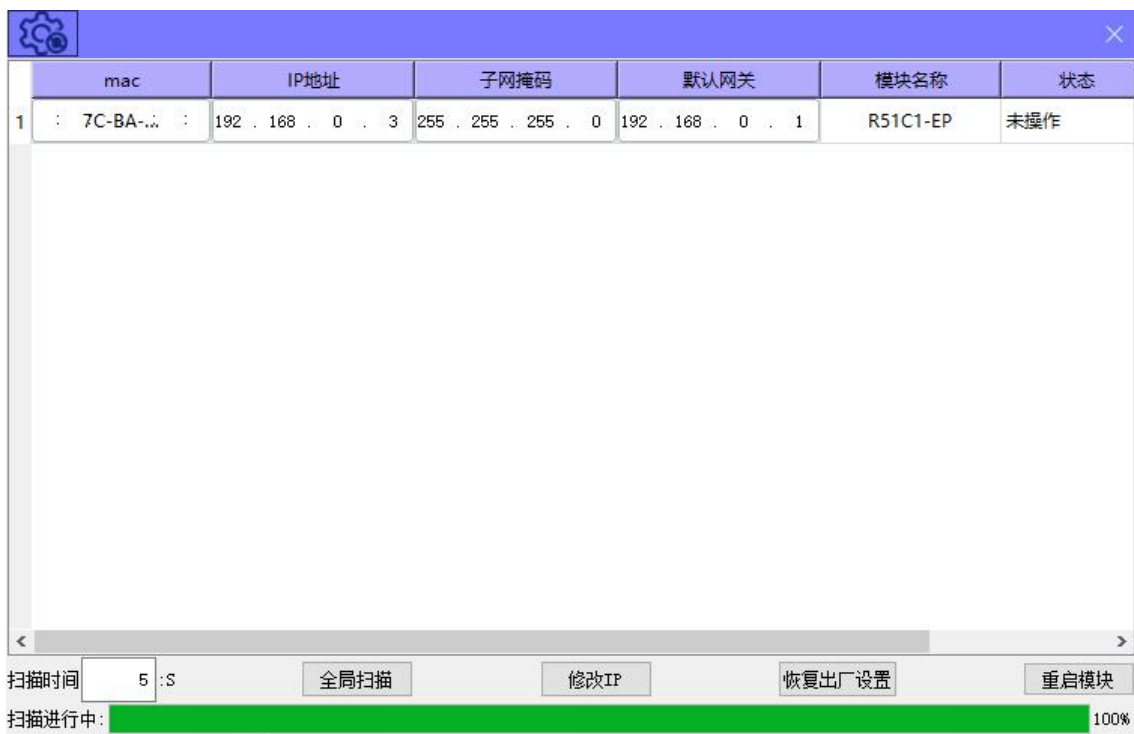 mac IP地址 子网掩码 默认网关 模块名称 状态
1 7C-BA-... 192 . 168 . 0 . 3 255 . 255 . 255 . 0 192 . 168 . 0 . 1 R51C1-EP 未操作
扫描时间 5 :S 全局扫描 修改IP 恢复出厂设置 重启模块
扫描进行中: 100%